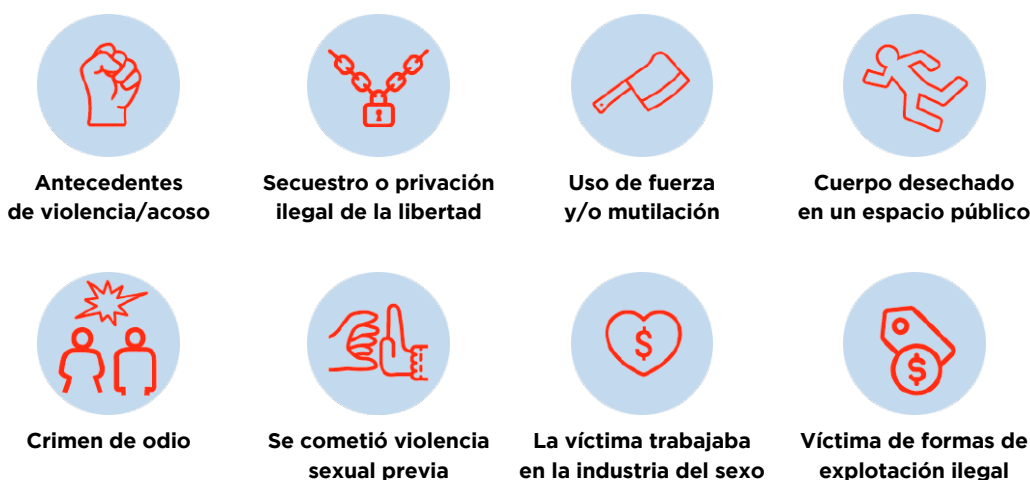 Antecedentes
de violencia/acoso
Secuestro o privación
ilegal de la libertad
Uso de fuerza
y/o mutilación
Cuerpo desechado
en un espacio público
Crimen de odio
Se cometió violencia
sexual previa
$
La víctima trabajaba
en la industria del sexo
$
Víctima de formas de
explotación ilegal